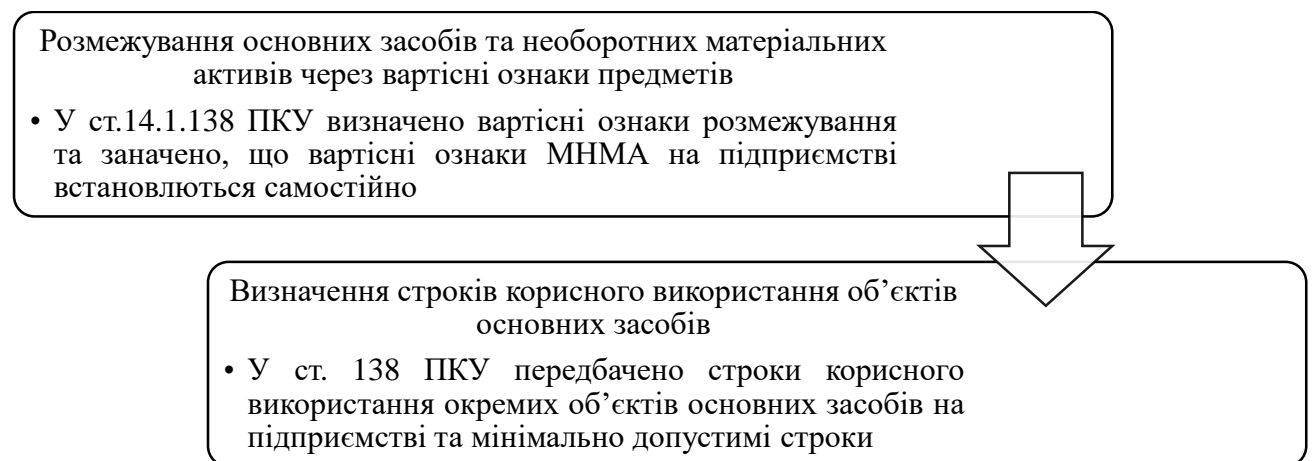 Розмежування основних засобів та необоротних матеріальних
активів через вартісні ознаки предметів
• У ст.14.1.138 ПКУ визначено вартісні ознаки розмежування
та заначено, що вартісні ознаки МНМА на підприємстві
встановлються самостійно
Визначення строків корисного використання об’єктів
основних засобів
• У ст. 138 ПКУ передбачено строки корисного
використання окремих об’єктів основних засобів на
підприємстві та мінімально допустимі строки